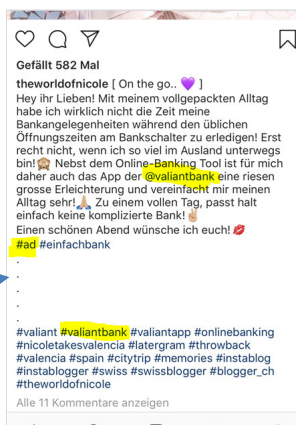 Gefällt 582 Mal
theworldofnicole [ On the go.. 💜 ]
Hey ihr Lieben! Mit meinem vollgepackten Alltag
habe ich wirklich nicht die Zeit meine
Bankangelegenheiten während den üblichen
Öffnungszeiten am Bankschalter zu erledigen! Erst
recht nicht, wenn ich so viel im Ausland unterwegs
bin!🙈 Nebst dem Online-Banking Tool ist für mich
daher auch das App der @valiantbank eine riesen
grosse Erleichterung und vereinfacht mir meinen
Alltag sehr!🙏🏼 Zu einem vollen Tag, passt halt
einfach keine komplizierte Bank!✌🏼
Einen schönen Abend wünsche ich euch!💋
#ad #einfachbank
.
.
.
.
.
#valiant #valiantbank #valiantapp #onlinebanking
#nicoletakesvalencia #latergram #throwback
#valencia #spain #citytrip #memories #instablog
#instablogger #swiss #swissblogger #blogger_ch
#theworldofnicole
Alle 11 Kommentare anzeigen